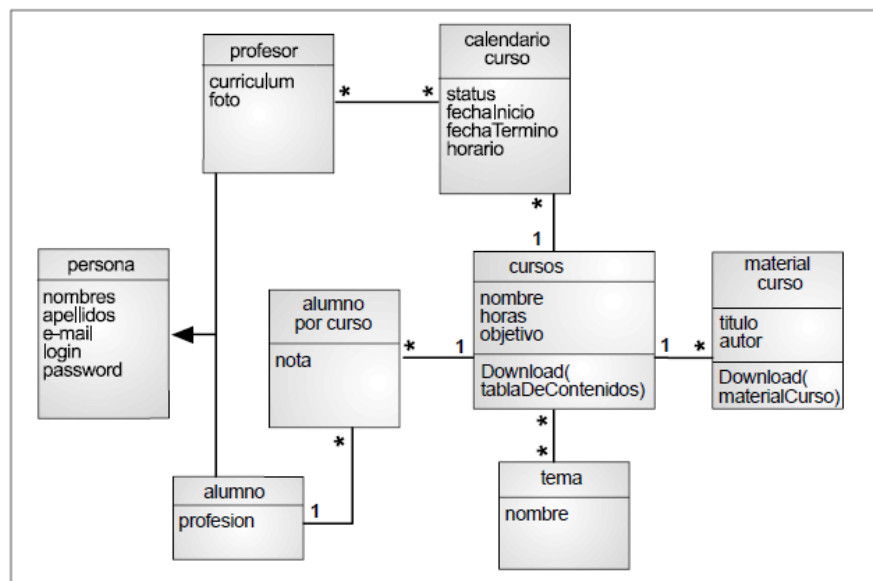 profesor
curriculum
foto
*
*
calendario
curso
status
fechaInicio
fechaTermino
horario
*
1
persona
nombres
apellidos
e-mail
login
password
alumno
por curso
nota
*
1
cursos
nombre
horas
objetivo
Download(
tablaDeContenidos)
1
*
material
curso
titulo
autor
Download(
materialCurso)
*
*
*
alumno
profesion
1
tema
nombre